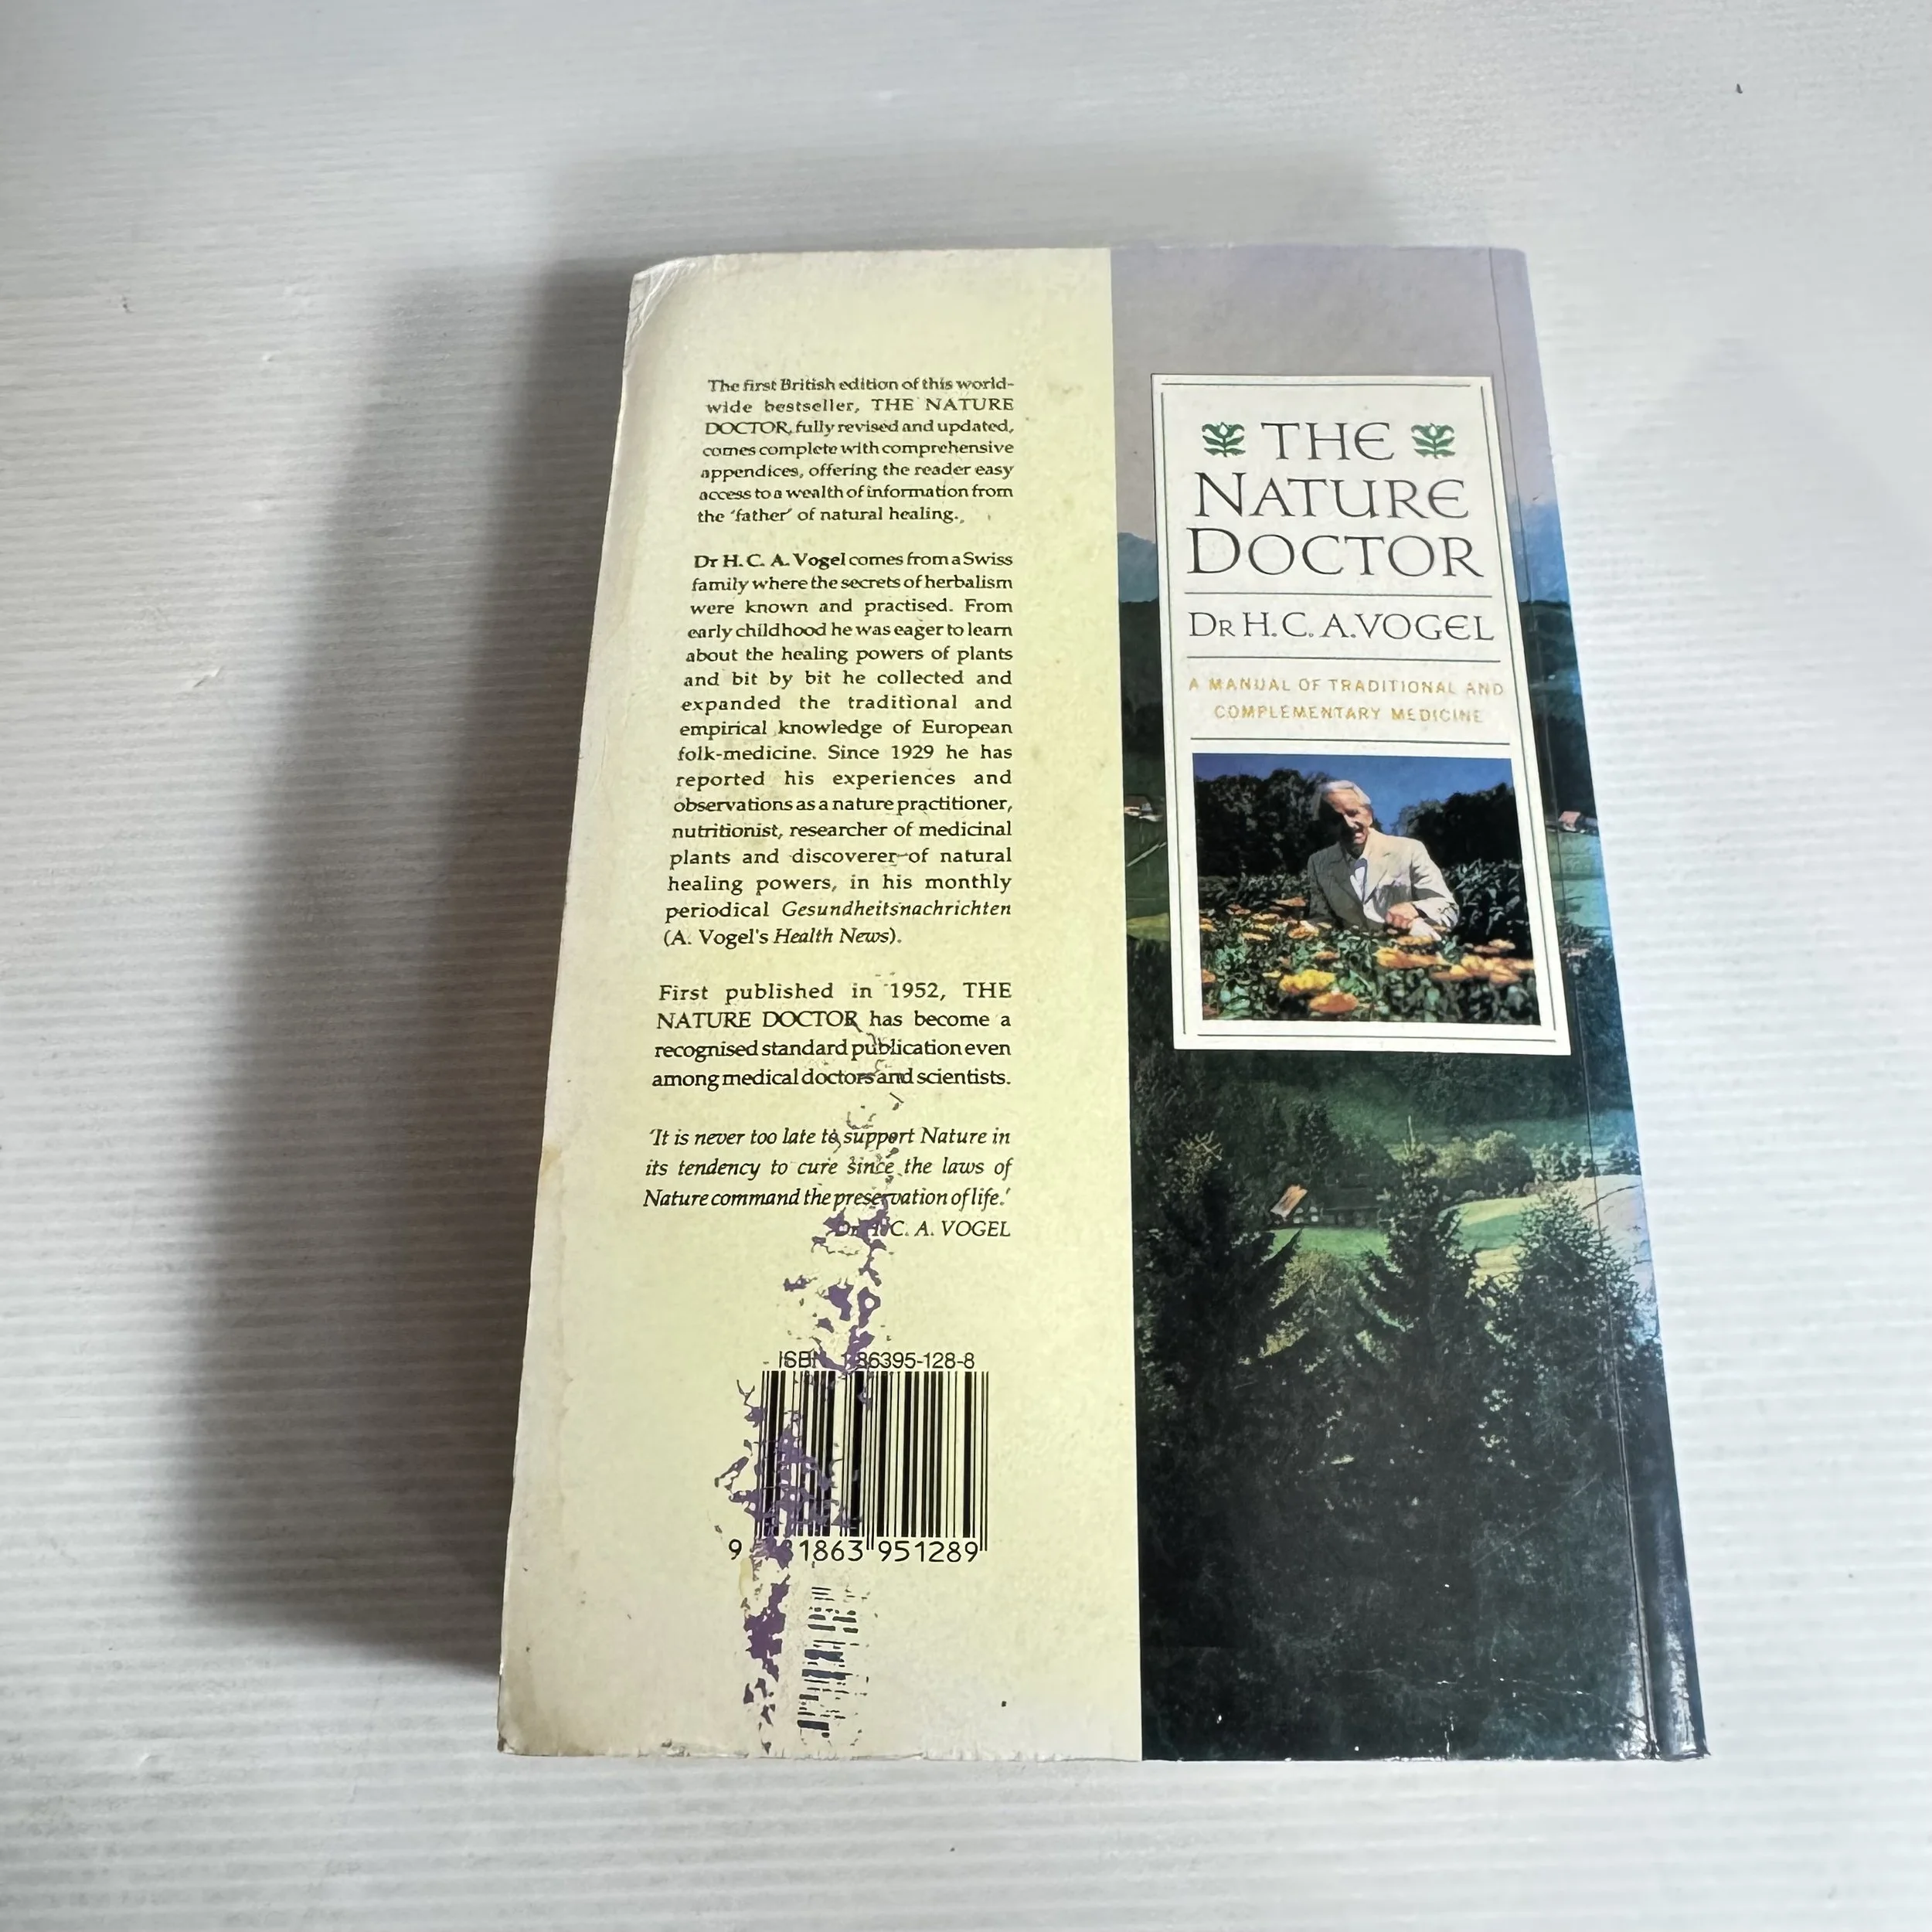 The first British edition of this world-
wide bestseller, THE NATURE
DOCTOR, fully revised and updated,
comes complete with comprehensive
appendices, offering the reader easy
access to a wealth of information from
the 'father' of natural healing.
Dr H. C. A. Vogel comes from a Swiss
family where the secrets of herbalism
were known and practised. From
early childhood he was eager to learn
about the healing powers of plants
and bit by bit he collected and
expanded the traditional and
empirical knowledge of European
folk-medicine. Since 1929 he has
reported his experiences and
observations as a nature practitioner,
nutritionist, researcher of medicinal
plants and discoverer of natural
healing powers, in his monthly
periodical Gesundheitsnachrichten
(A. Vogel's Health News).
First published in 1952, THE
NATURE DOCTOR has become a
recognised standard publication even
among medical doctors and scientists.
'It is never too late to support Nature in
its tendency to cure since the laws of
Nature command the preservation of life.'
Dr H. C. A. VOGEL
ISBN 86395-128-8
9 1863 951289
THE
NATURE
DOCTOR
DR H. C. A. VOGEL
A MANUAL OF TRADITIONAL AND
COMPLEMENTARY MEDICINE